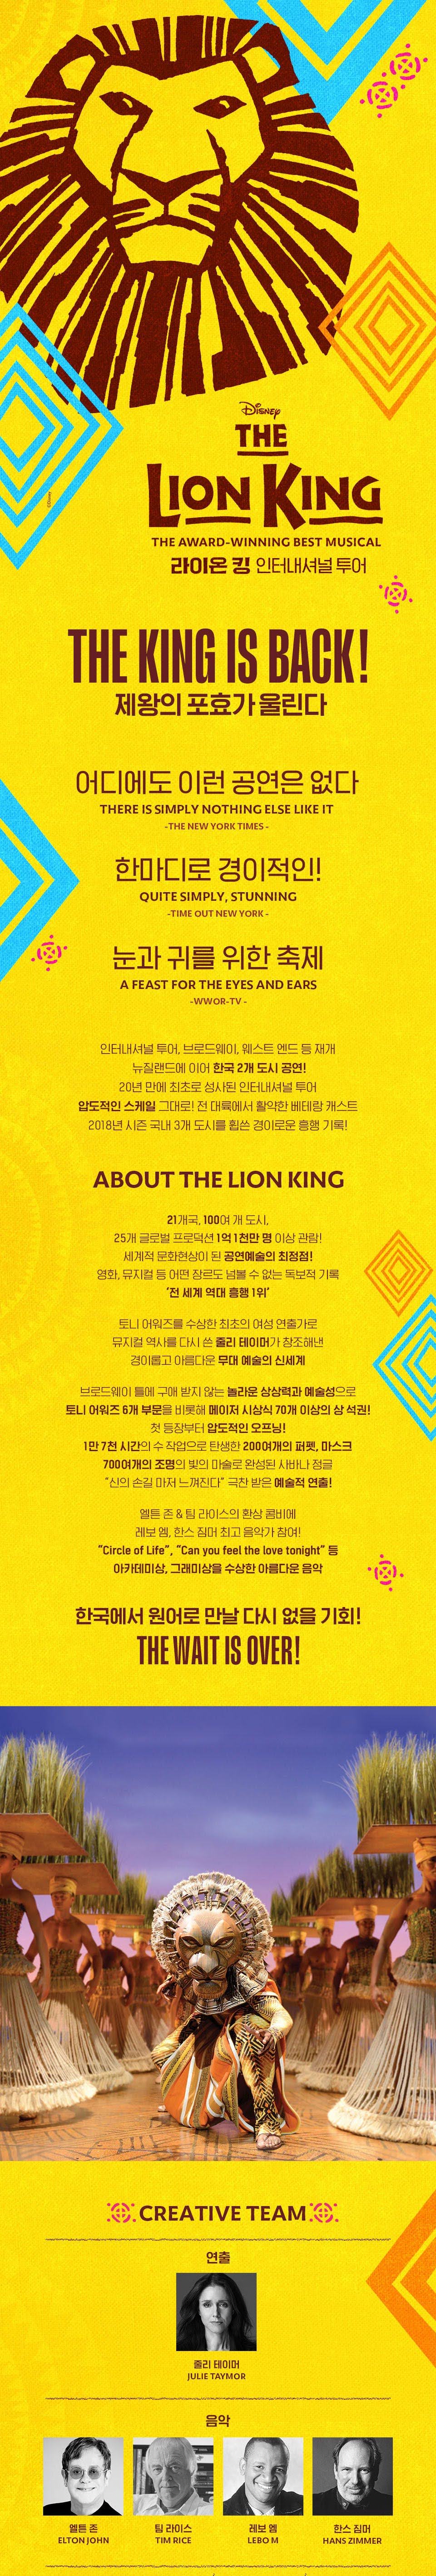 Disney
THE
LION KING
THE AWARD-WINNING BEST MUSICAL
라이온 킹 인터내셔널 투어
©Disney
THE KING IS BACK!
제왕의 포효가 울린다
어디에도 이런 공연은 없다
THERE IS SIMPLY NOTHING ELSE LIKE IT
-THE NEW YORK TIMES -
한마디로 경이적인!
QUITE SIMPLY, STUNNING
-TIME OUT NEW YORK -
눈과 귀를 위한 축제
A FEAST FOR THE EYES AND EARS
-WWOR-TV -
인터내셔널 투어, 브로드웨이, 웨스트 엔드 등 재개
뉴질랜드에 이어 한국 2개 도시 공연!
20년 만에 최초로 성사된 인터내셔널 투어
압도적인 스케일 그대로! 전 대륙에서 활약한 베테랑 캐스트
2018년 시즌 국내 3개 도시를 휩쓴 경이로운 흥행 기록!
ABOUT THE LION KING
21개국, 100여 개 도시,
25개 글로벌 프로덕션 1억 1천만 명 이상 관람!
세계적 문화현상이 된 공연예술의 최정점!
영화, 뮤지컬 등 어떤 장르도 넘볼 수 없는 독보적 기록
'전 세계 역대 흥행 1위'
토니 어워즈를 수상한 최초의 여성 연출가로
뮤지컬 역사를 다시 쓴 줄리 테이머가 창조해낸
경이롭고 아름다운 무대 예술의 신세계
브로드웨이 틀에 구애 받지 않는 놀라운 상상력과 예술성으로
토니 어워즈 6개 부문을 비롯해 메이저 시상식 70개 이상의 상 석권!
첫 등장부터 압도적인 오프닝!
1만 7천 시간의 수 작업으로 탄생한 200여개의 퍼펫, 마스크
700여개의 조명의 빛의 마술로 완성된 사바나 정글
"신의 손길 마저 느껴진다" 극찬 받은 예술적 연출!
엘튼 존 & 팀 라이스의 환상 콤비에
레보 엠, 한스 짐머 최고 음악가 참여!
"Circle of Life", "Can you feel the love tonight" 등
아카데미상, 그래미상을 수상한 아름다운 음악
한국에서 원어로 만날 다시 없을 기회!
THE WAIT IS OVER!
CREATIVE TEAM
연출
줄리 테이머
JULIE TAYMOR
음악
엘튼 존 팀 라이스 레보 엠 한스 짐머
ELTON JOHN TIM RICE LEBO M HANS ZIMMER